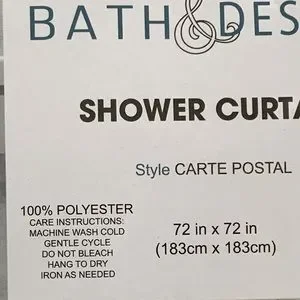 BATH & DES
SHOWER CURTA
Style CARTE POSTAL
100% POLYESTER
CARE INSTRUCTIONS:
MACHINE WASH COLD
GENTLE CYCLE
DO NOT BLEACH
HANG TO DRY
IRON AS NEEDED
72 in x 72 in
(183cm x 183cm)